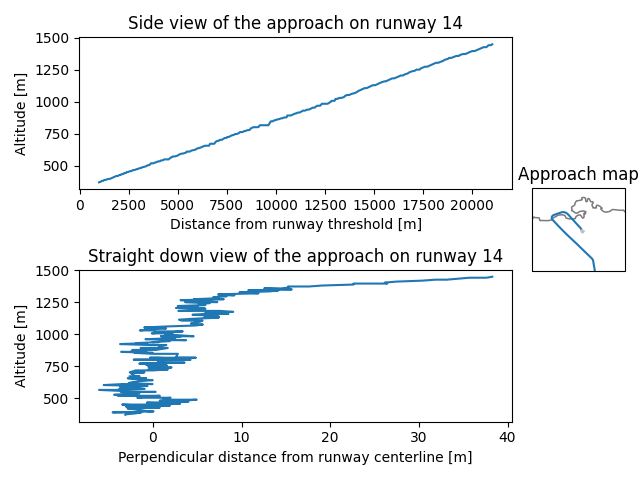 Side view of the approach on runway 14
1500
1250
1000
750
500
Altitude [m]
0 2500 5000 7500 10000 12500 15000 17500 20000
Distance from runway threshold [m]
Approach map
Straight down view of the approach on runway 14
1500
1250
1000
750
500
Altitude [m]
0 10 20 30 40
Perpendicular distance from runway centerline [m]